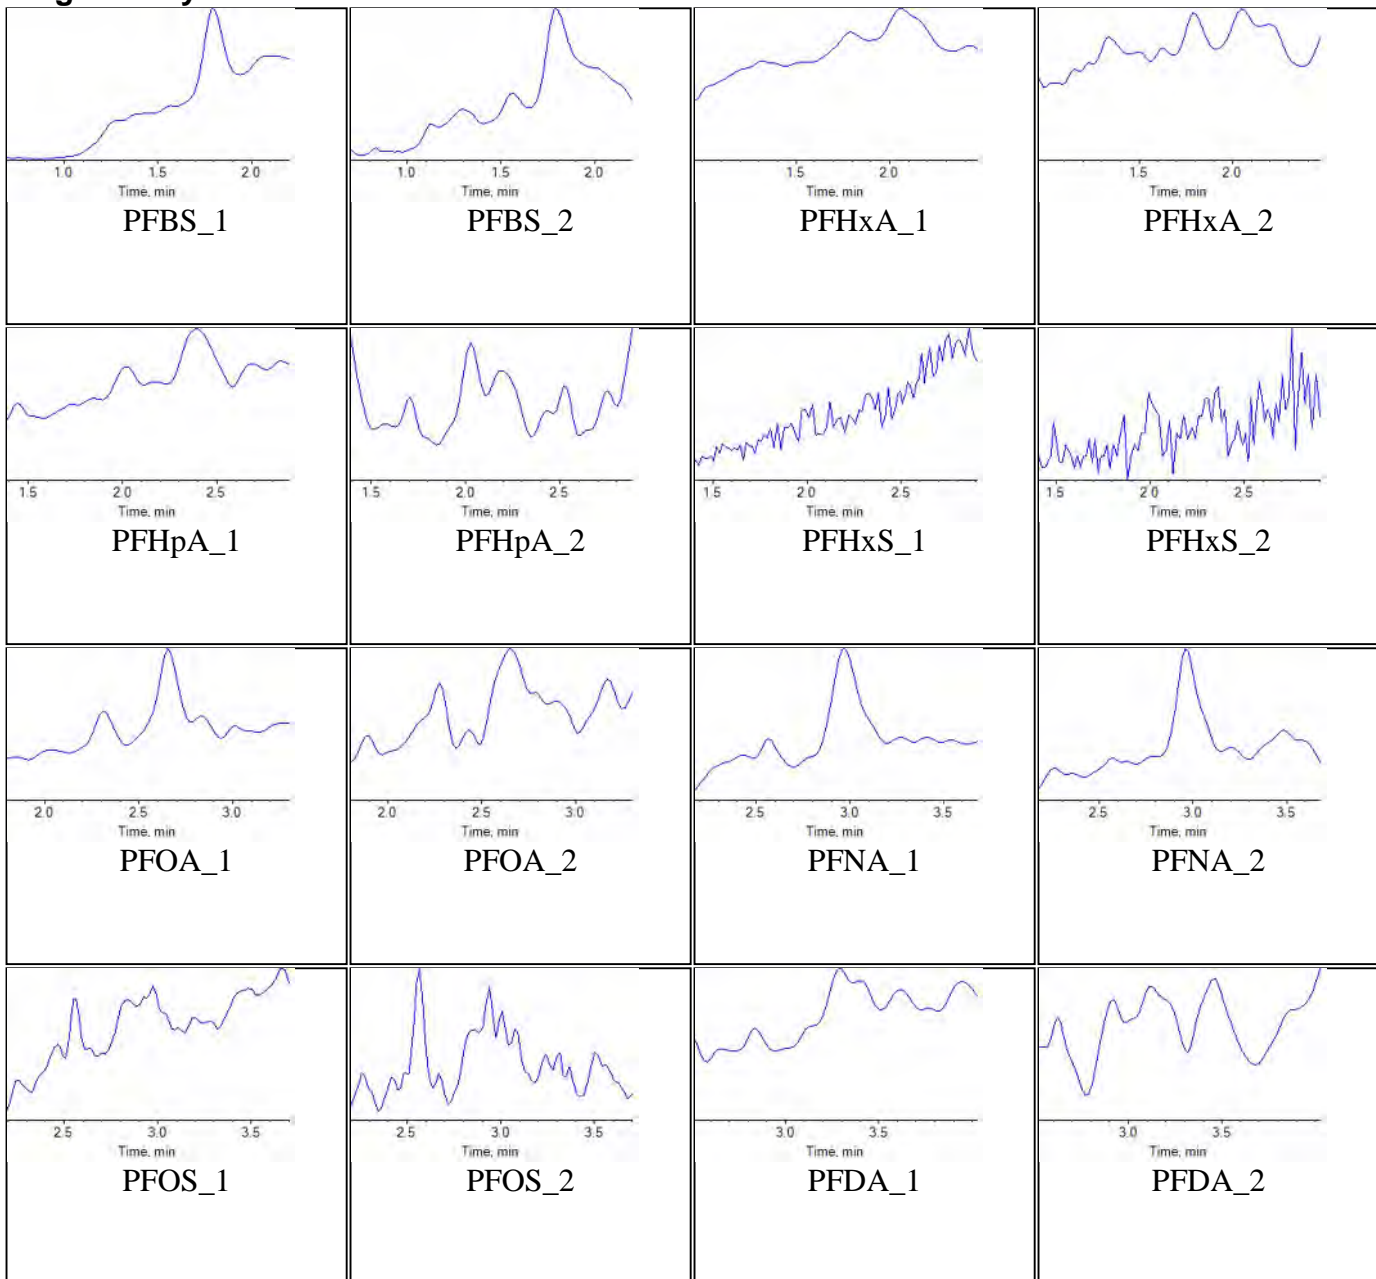 1.0 1.5 2.0
Time, min
PFBS_1
1.0 1.5 2.0
Time, min
PFBS_2
1.5 2.0
Time, min
PFHxA_1
1.5 2.0
Time, min
PFHxA_2
1.5 2.0 2.5
Time, min
PFHpA_1
1.5 2.0 2.5
Time, min
PFHpA_2
1.5 2.0 2.5
Time, min
PFHxS_1
1.5 2.0 2.5
Time, min
PFHxS_2
2.0 2.5 3.0
Time, min
PFOA_1
2.0 2.5 3.0
Time, min
PFOA_2
2.5 3.0 3.5
Time, min
PFNA_1
2.5 3.0 3.5
Time, min
PFNA_2
2.5 3.0 3.5
Time, min
PFOS_1
2.5 3.0 3.5
Time, min
PFOS_2
3.0 3.5
Time, min
PFDA_1
3.0 3.5
Time, min
PFDA_2